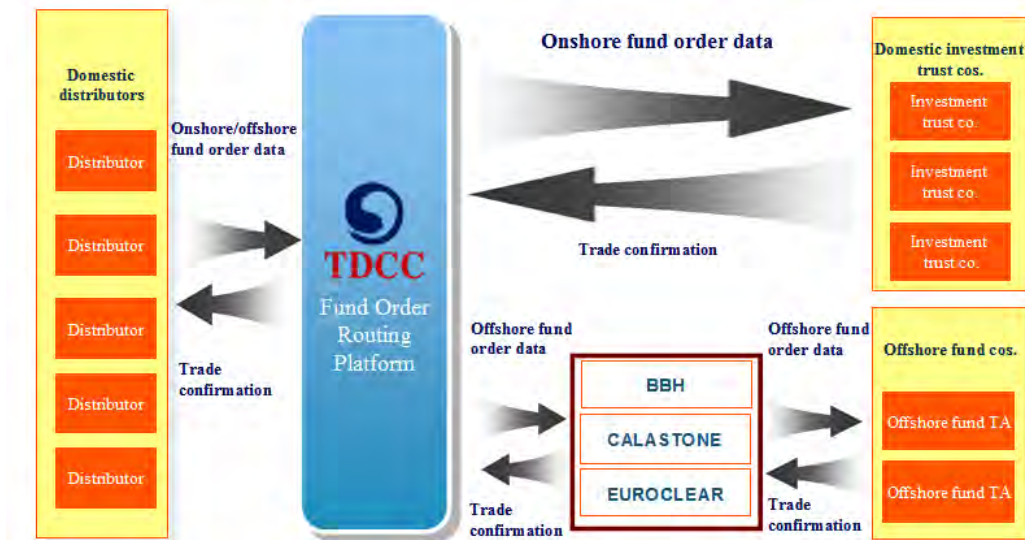 Domestic
distributors
Distributor
Distributor
Distributor
Distributor
Distributor
Onshore/offshore
fund order data
Trade
confirmation
TDCC
Fund Order
Routing
Platform
Onshore fund order data
Trade confirmation
Domestic investment
trust cos.
Investment
trust co.
Investment
trust co.
Investment
trust co.
Offshore fund
order data
Trade
confirmation
BBH
CALASTONE
EUROCLEAR
Offshore fund
order data
Trade
confirmation
Offshore fund cos.
Offshore fund TA
Offshore fund TA